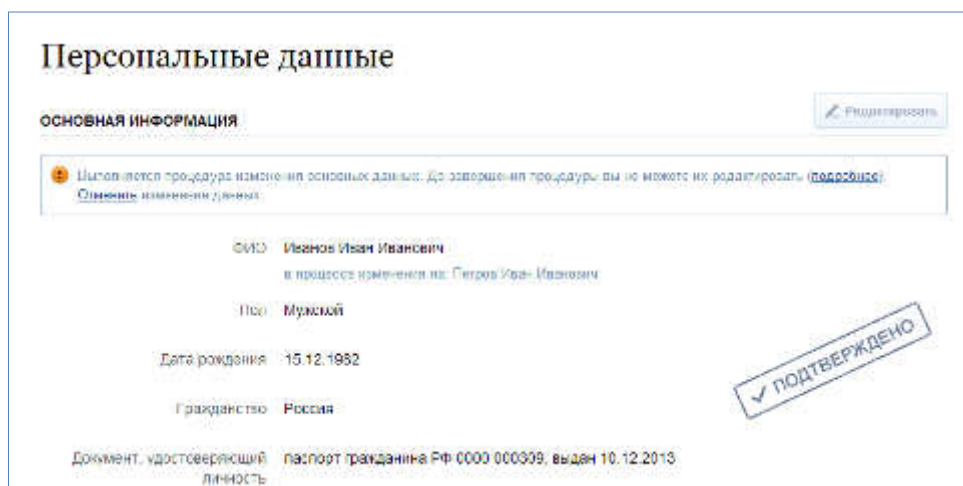 Персональные данные
ОСНОВНАЯ ИНФОРМАЦИЯ
Редактировать
Выполняется процедура изменения основных данных. До завершения процедуры вы не можете их редактировать (подробнее).
Отменить изменения данных
ФИО Иванов Иван Иванович
в процессе изменения на: Петров Иван Иванович
Пол Мужской
Дата рождения 15.12.1982
Гражданство Россия
ПОДТВЕРЖДЕНО
Документ, удостоверяющий личность паспорт гражданина РФ 0000 000309, выдан 10.12.2013